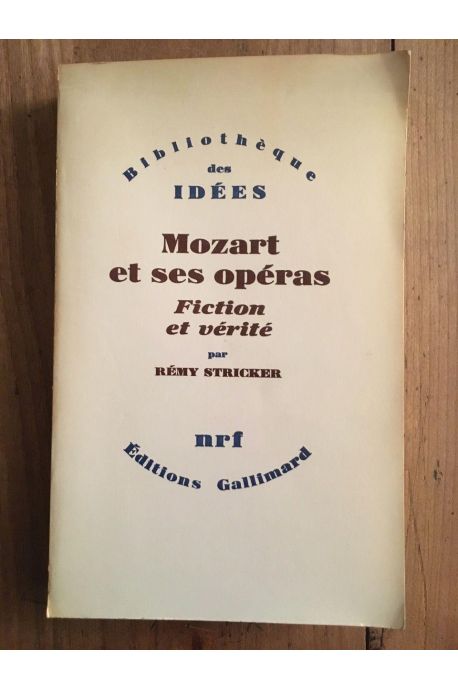 Bibliothèque
des
IDÉES
Mozart
et ses opéras
Fiction
et vérité
par
RÉMY STRICKER
nrf
Éditions Gallimard